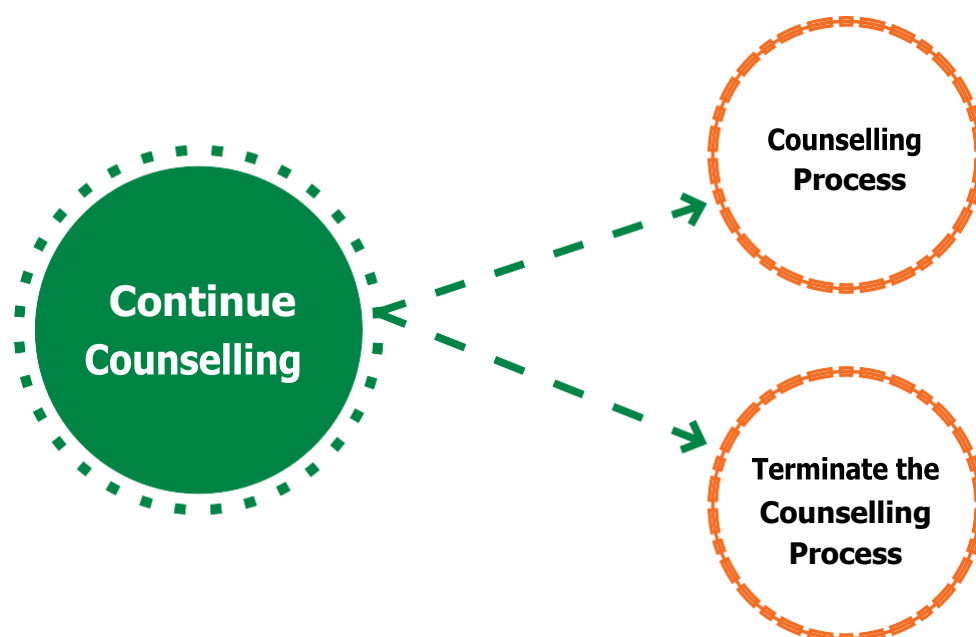 Continue
Counselling
Counselling
Process
Terminate the
Counselling
Process